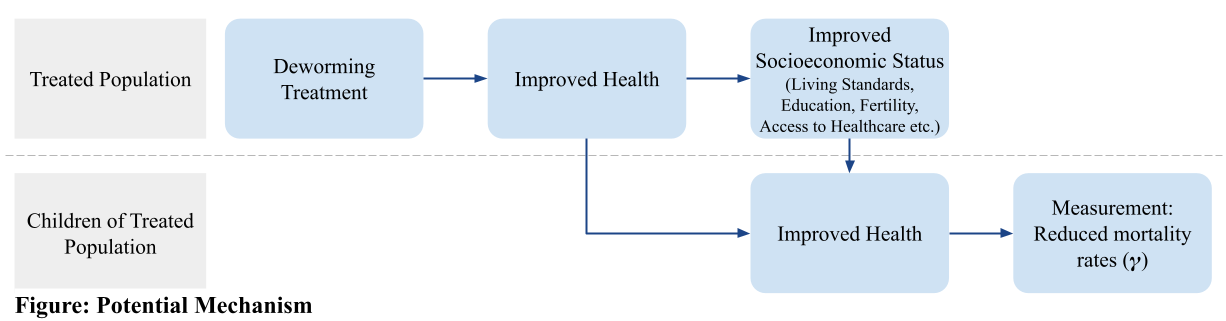 Treated Population
Deworming
Treatment
Improved Health
Improved
Socioeconomic Status
(Living Standards,
Education, Fertility,
Access to Healthcare etc.)
Children of Treated
Population
Improved Health
Measurement:
Reduced mortality
rates (γ)
Figure: Potential Mechanism